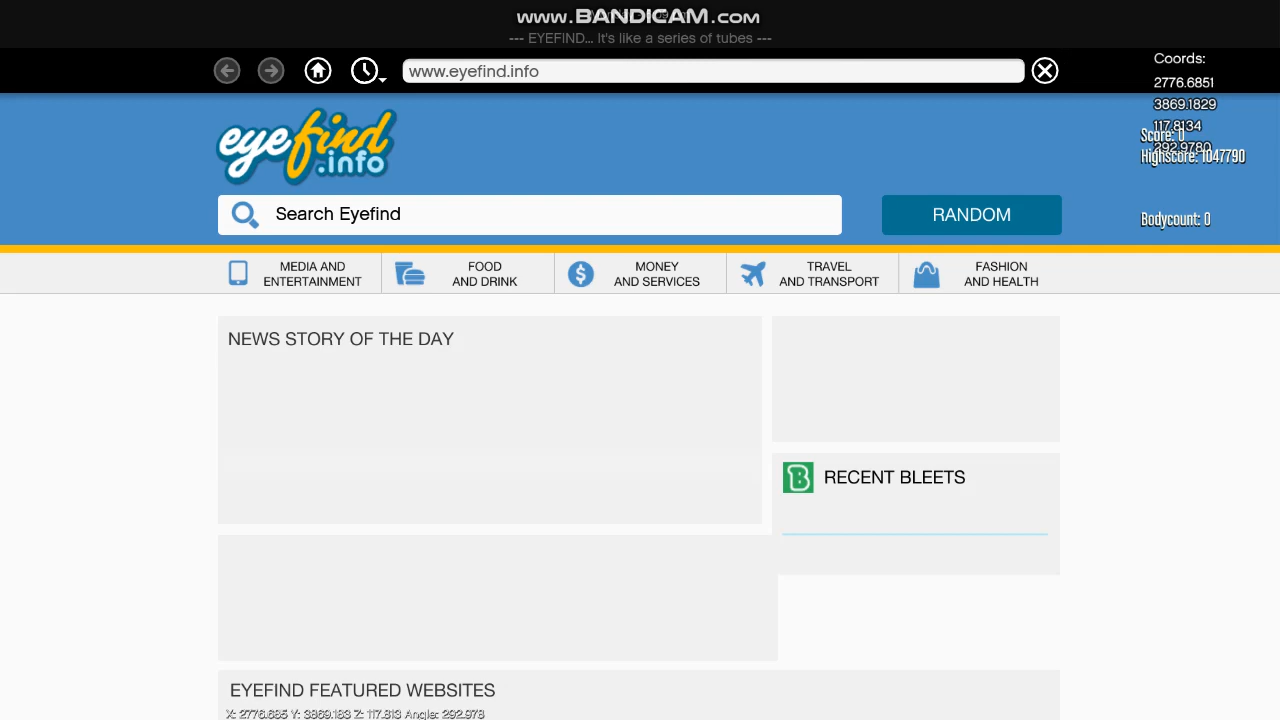 www.BANDICAM.com
--- EYEFIND... It's like a series of tubes ---
www.eyefind.info
Coords:
2776.6851
3869.1829
117.8134
292.9780
Score: 0
Highscore: 1047790
Bodycount: 0
eyefind
.info
Search Eyefind
RANDOM
MEDIA AND
ENTERTAINMENT
FOOD
AND DRINK
MONEY
AND SERVICES
TRAVEL
AND TRANSPORT
FASHION
AND HEALTH
NEWS STORY OF THE DAY
B
RECENT BLEETS
EYEFIND FEATURED WEBSITES
X: 2776.685 Y: 3869.183 Z: 117.813 Angle: 292.978